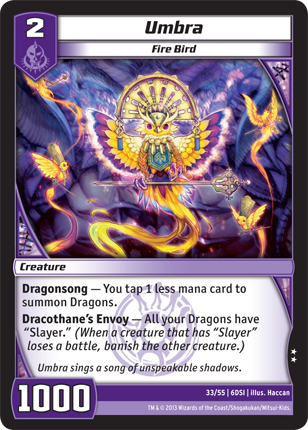 2
Umbra
Fire Bird
Creature
Dragonsong — You tap 1 less mana card to
summon Dragons.
Dracothane's Envoy — All your Dragons have
"Slayer." (When a creature that has "Slayer"
loses a battle, banish the other creature.)
Umbra sings a song of unspeakable shadows.
1000
33/55 | 6DSI | illus. Haccan
TM & © 2013 Wizards of the Coast/Shogakukan/Mitsui-Kids.